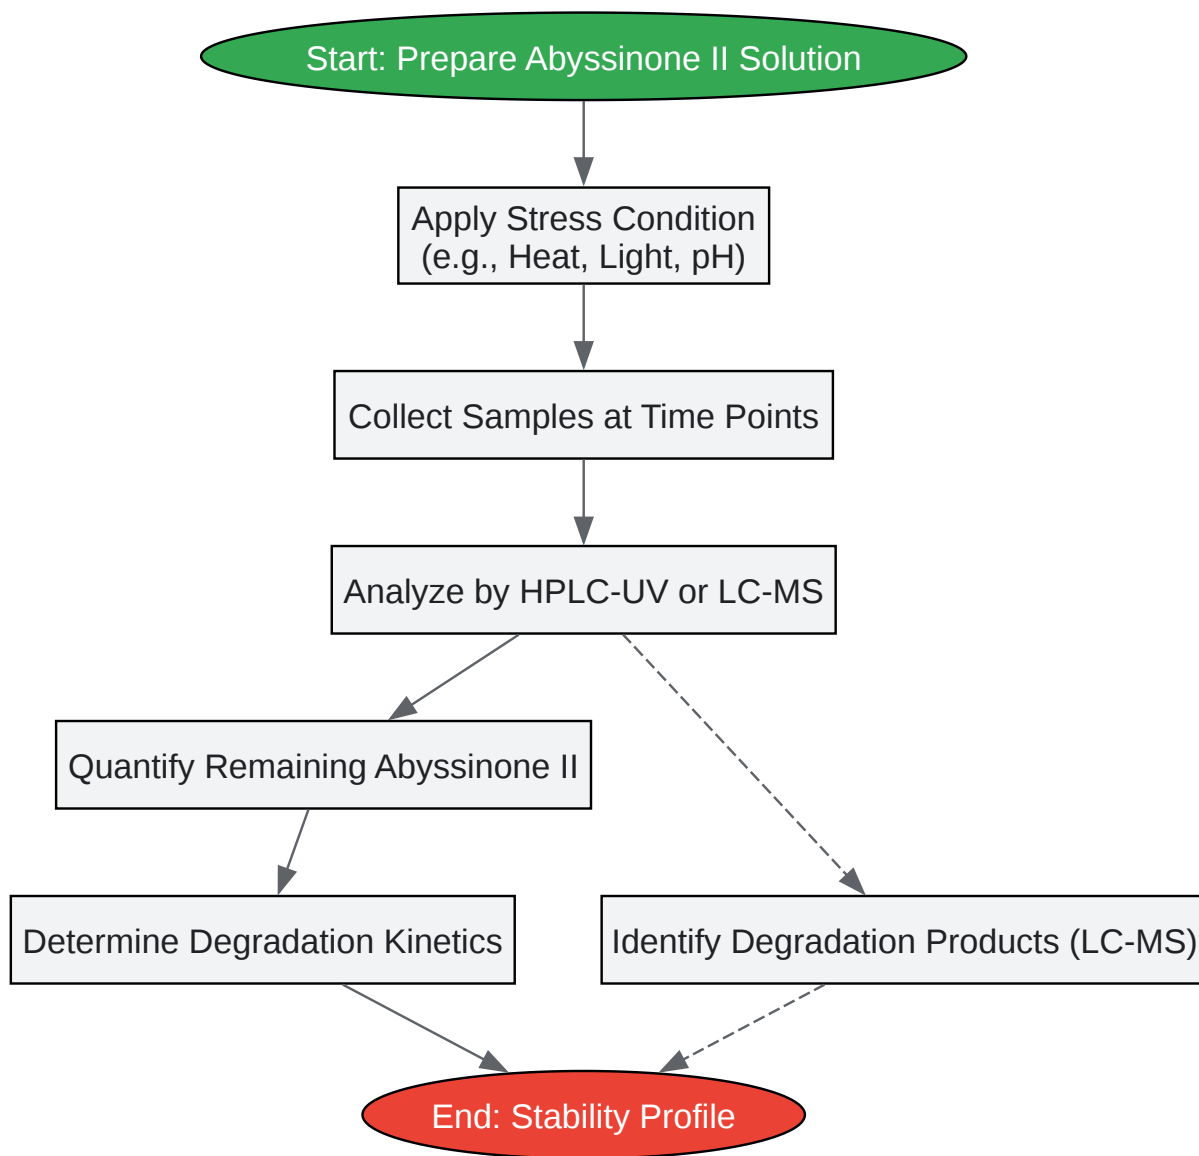 Start: Prepare Abyssinone II Solution
Apply Stress Condition
(e.g., Heat, Light, pH)
Collect Samples at Time Points
Analyze by HPLC-UV or LC-MS
Quantify Remaining Abyssinone II
Determine Degradation Kinetics
Identify Degradation Products (LC-MS)
End: Stability Profile